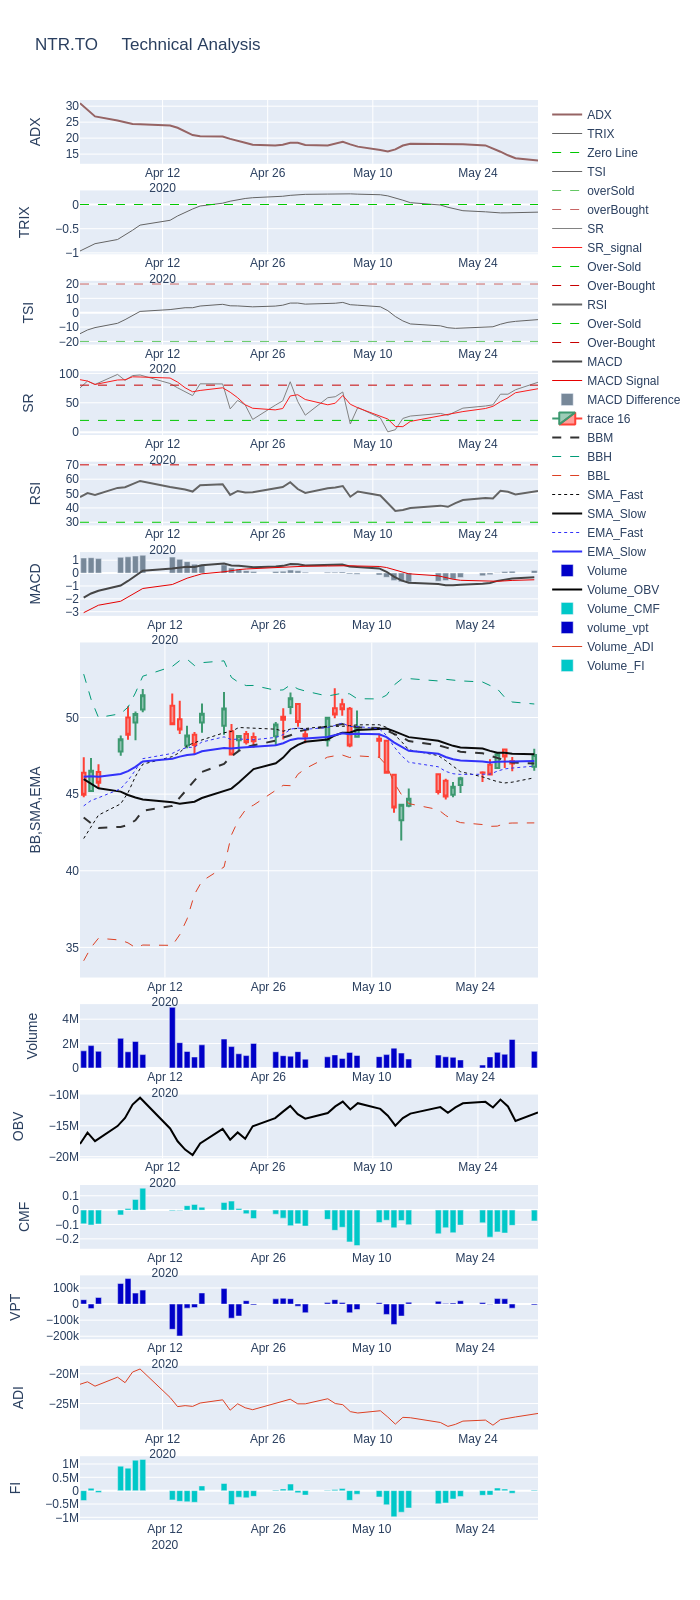 NTR.TO Technical Analysis
ADX
30
25
20
15
Apr 12
2020
Apr 26
May 10
May 24
TRIX
0
−0.5
−1
Apr 12
2020
Apr 26
May 10
May 24
TSI
20
10
0
−10
−20
Apr 12
2020
Apr 26
May 10
May 24
SR
100
50
0
Apr 12
2020
Apr 26
May 10
May 24
RSI
70
60
50
40
30
Apr 12
2020
Apr 26
May 10
May 24
MACD
1
0
−1
−2
−3
Apr 12
2020
Apr 26
May 10
May 24
BB,SMA,EMA
50
45
40
35
Apr 12
2020
Apr 26
May 10
May 24
Volume
4M
2M
0
Apr 12
2020
Apr 26
May 10
May 24
OBV
−10M
−15M
−20M
Apr 12
2020
Apr 26
May 10
May 24
CMF
0.1
0
−0.1
−0.2
Apr 12
2020
Apr 26
May 10
May 24
VPT
100k
0
−100k
−200k
Apr 12
2020
Apr 26
May 10
May 24
ADI
−20M
−25M
Apr 12
2020
Apr 26
May 10
May 24
FI
1M
0.5M
0
−0.5M
−1M
Apr 12
2020
Apr 26
May 10
May 24
ADX
TRIX
Zero Line
TSI
overSold
overBought
SR
SR_signal
Over-Sold
Over-Bought
RSI
Over-Sold
Over-Bought
MACD
MACD Signal
MACD Difference
trace 16
BBM
BBH
BBL
SMA_Fast
SMA_Slow
EMA_Fast
EMA_Slow
Volume
Volume_OBV
Volume_CMF
volume_vpt
Volume_ADI
Volume_FI